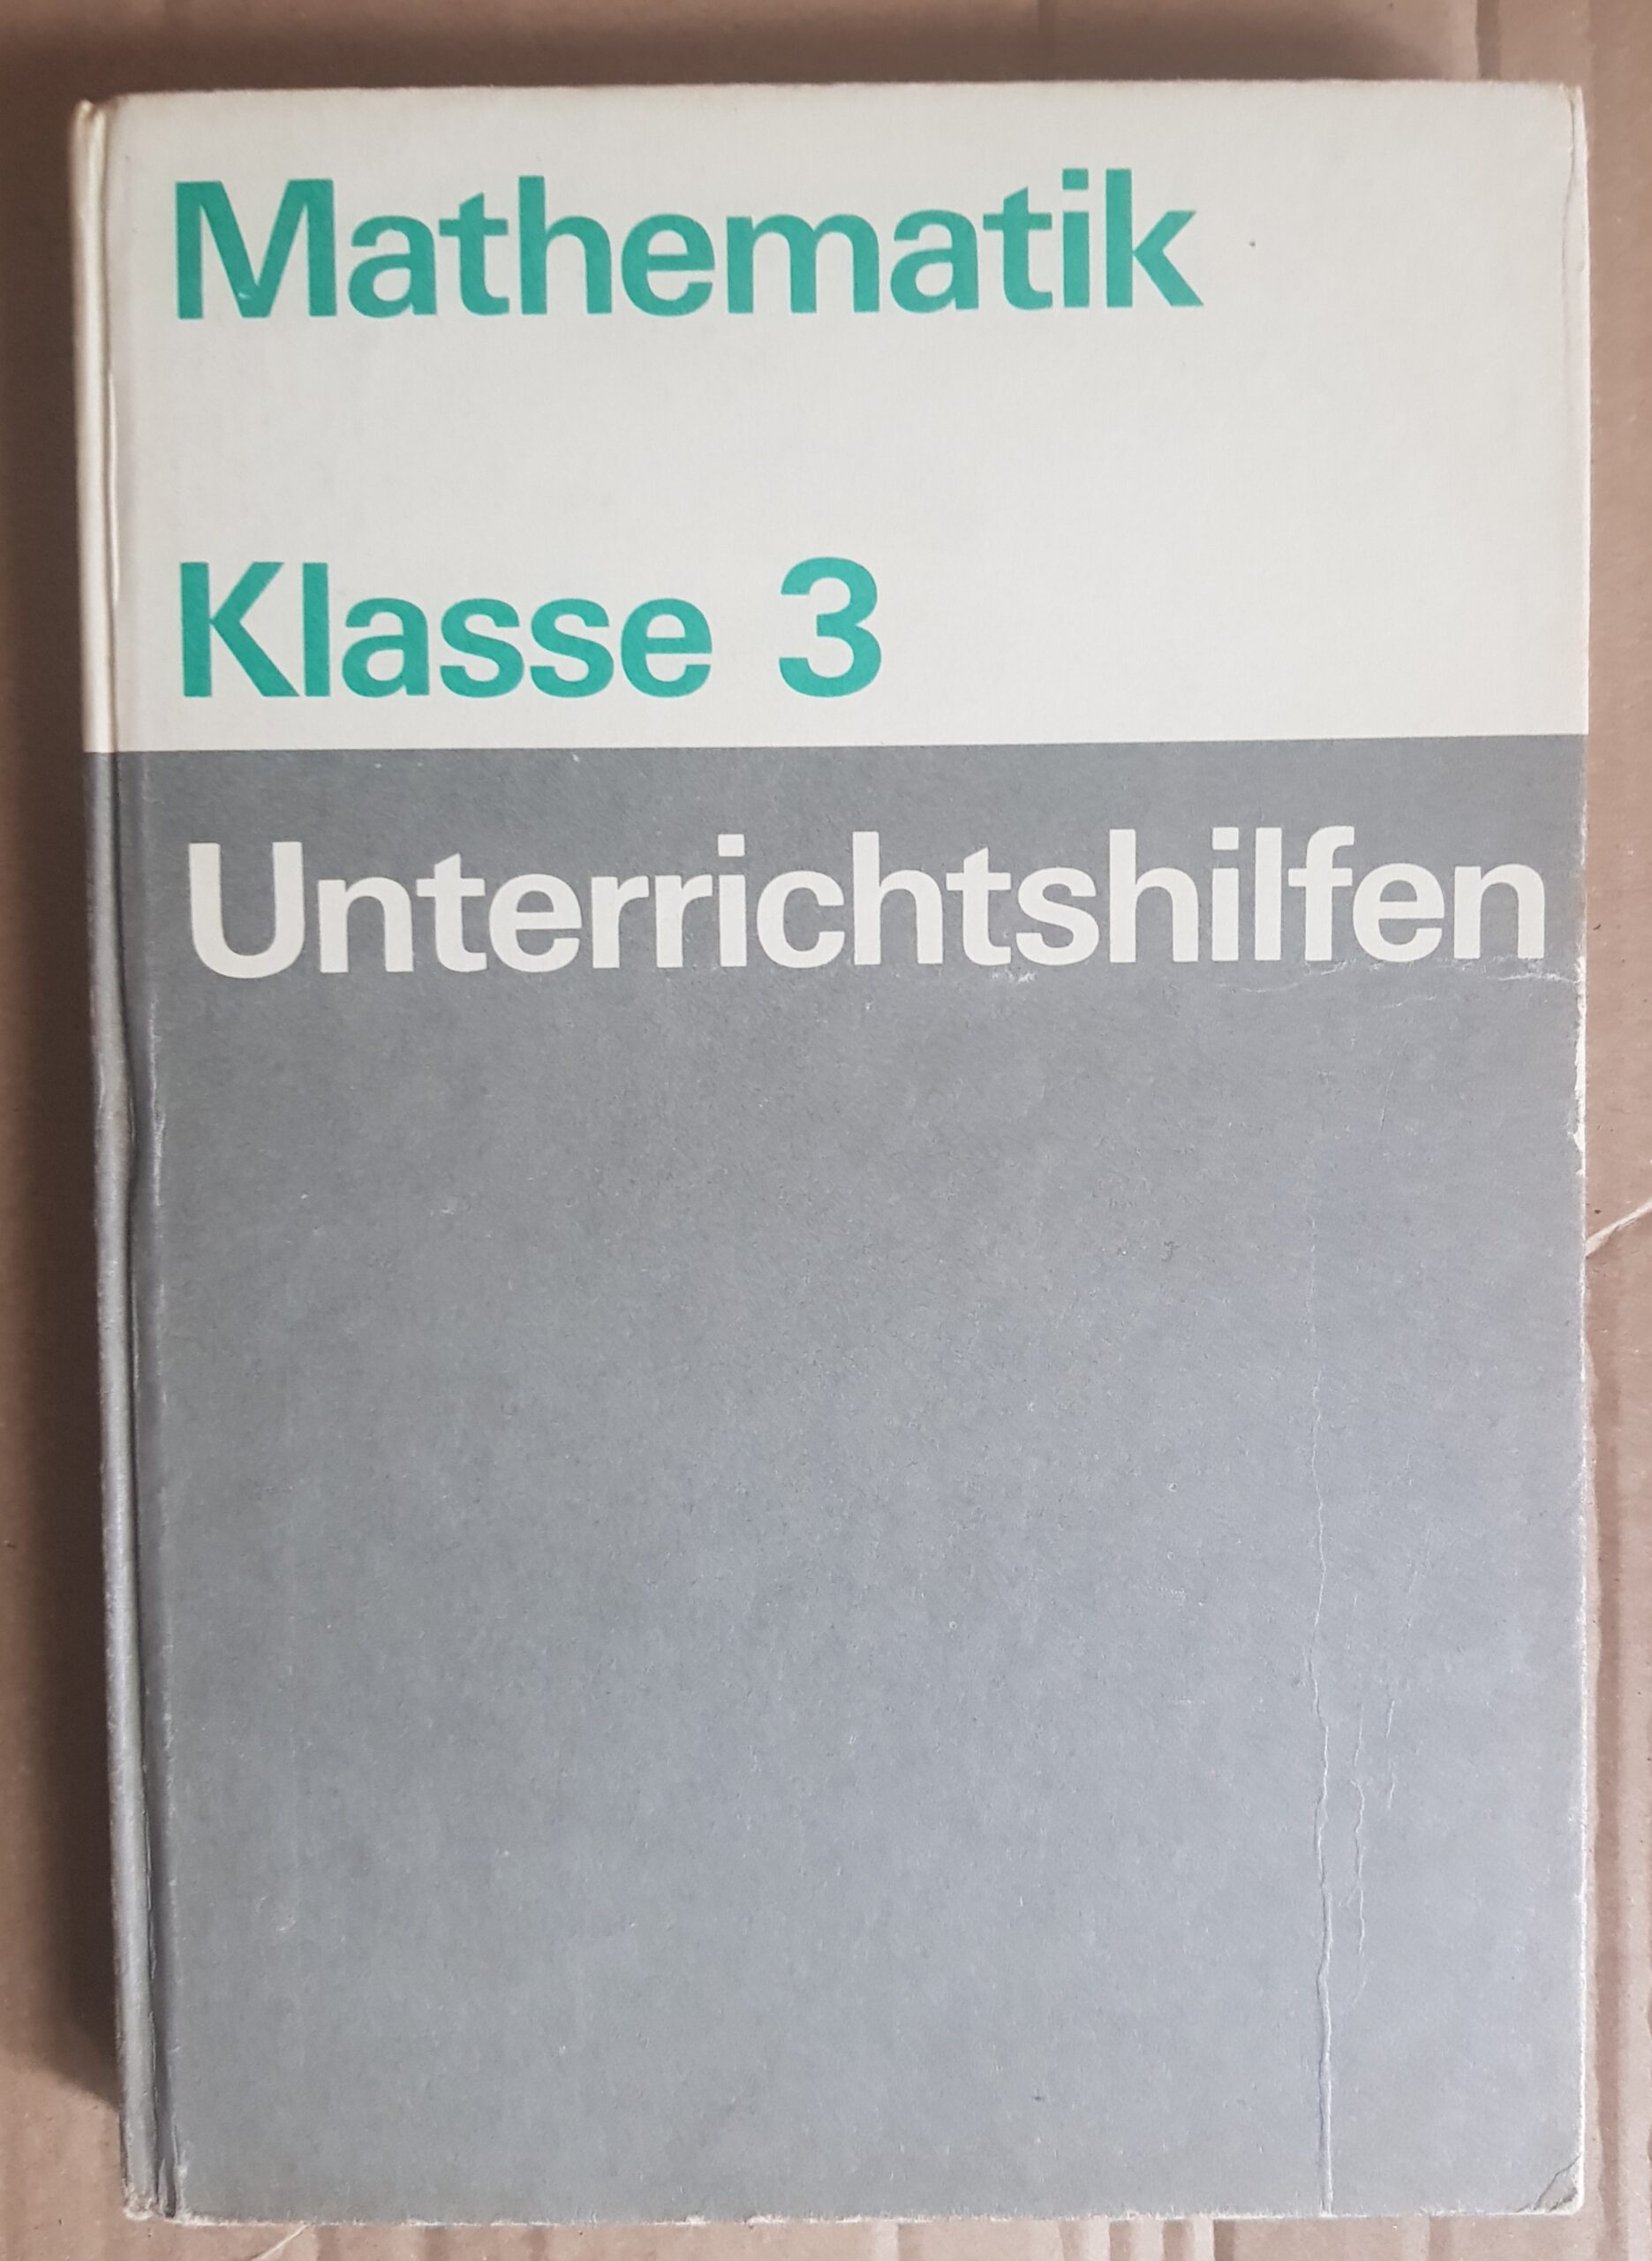 Mathematik
Klasse 3
Unterrichtshilfen